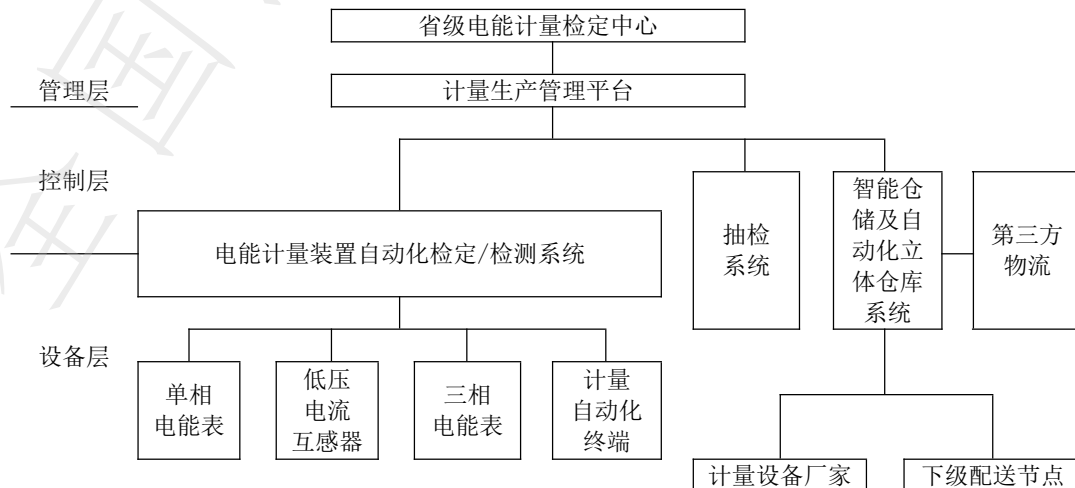 省级电能计量检定中心
管理层
计量生产管理平台
控制层
电能计量装置自动化检定/检测系统
抽检
系统
智能仓
储及自
动化立
体仓库
系统
第三方
物流
设备层
单相
电能表
低压
电流
互感器
三相
电能表
计量
自动化
终端
计量设备厂家
下级配送节点
全国